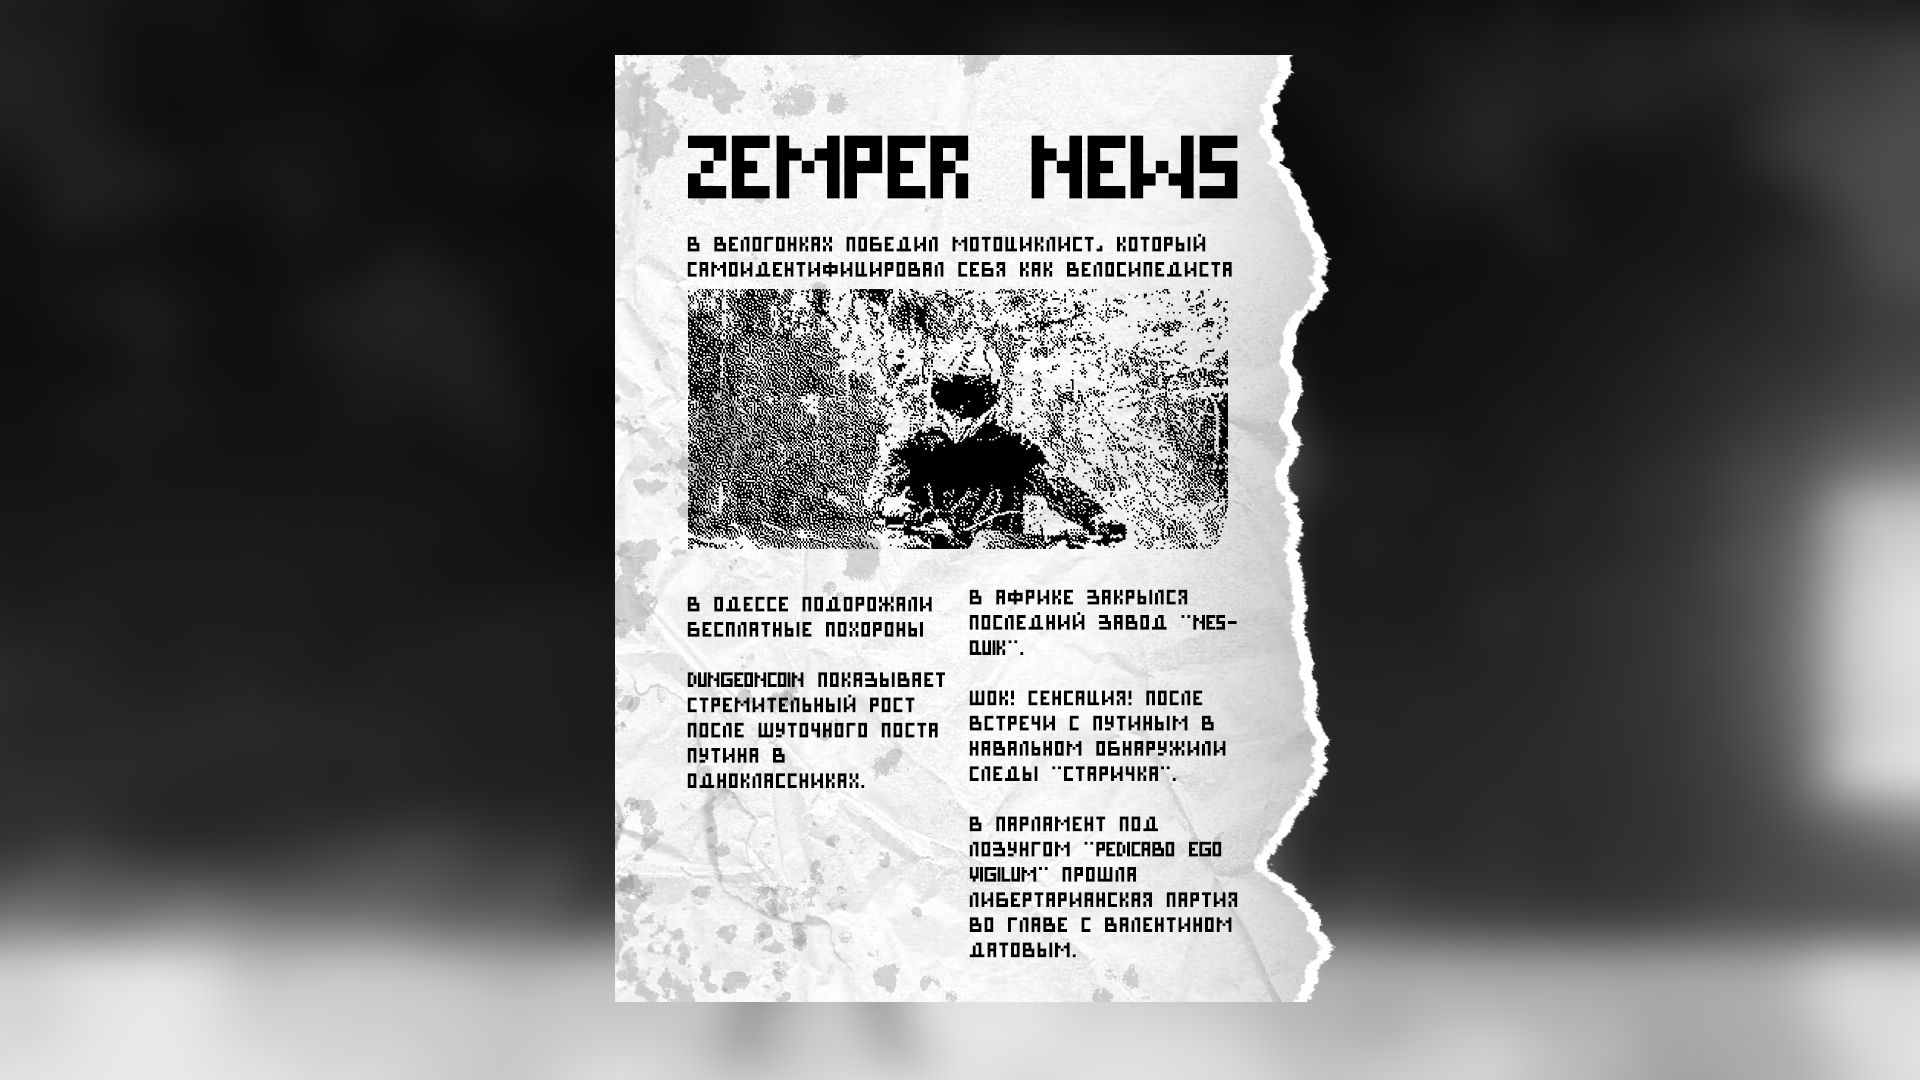 ZEMPER NEWS
В ВЕЛОГОНКАХ ПОБЕДИЛ МОТОЦИКЛИСТ, КОТОРЫЙ
САМОИДЕНТИФИЦИРОВАЛ СЕБЯ КАК ВЕЛОСИПЕДИСТА
В ОДЕССЕ ПОДОРОЖАЛИ
БЕСПЛАТНЫЕ ПОХОРОНЫ
DUNGEONCOIN ПОКАЗЫВАЕТ
СТРЕМИТЕЛЬНЫЙ РОСТ
ПОСЛЕ ШУТОЧНОГО ПОСТА
ПУТИНА В
ОДНОКЛАССНИКАХ.
В АФРИКЕ ЗАКРЫЛСЯ
ПОСЛЕДНИЙ ЗАВОД "NES-
QUIK".
ШОК! СЕНСАЦИЯ! ПОСЛЕ
ВСТРЕЧИ С ПУТИНЫМ В
НАВАЛЬНОМ ОБНАРУЖИЛИ
СЛЕДЫ "СТАРИЧКА".
В ПАРЛАМЕНТ ПОД
ЛОЗУНГОМ "PEDICABO EGO
VIGILUM" ПРОШЛА
ЛИБЕРТАРИАНСКАЯ ПАРТИЯ
ВО ГЛАВЕ С ВАЛЕНТИНОМ
ДАТОВЫМ.